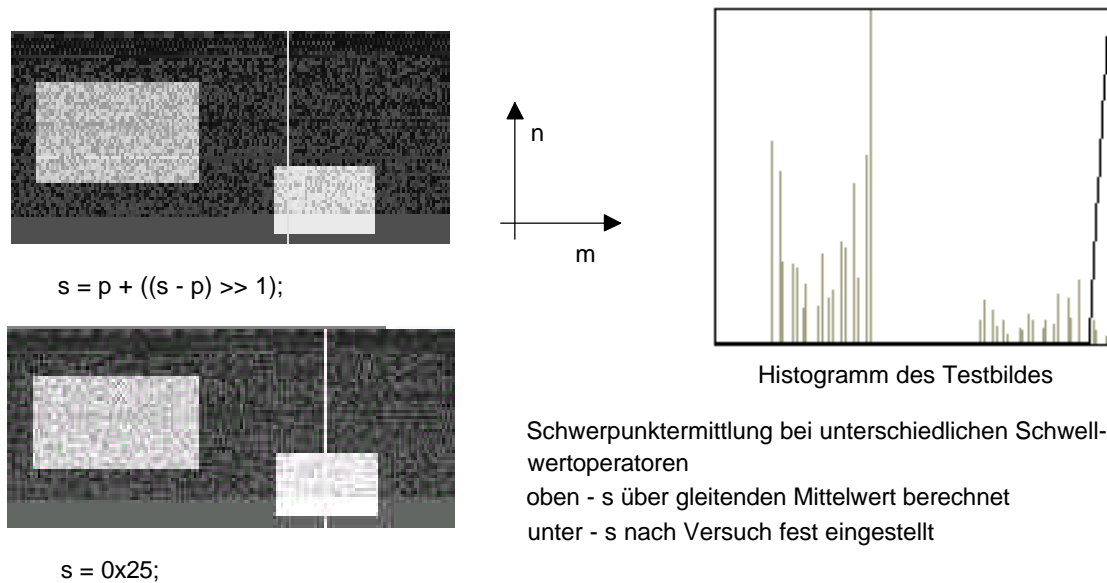 n
m
s = p + ((s - p) >> 1);
s = 0x25;
Histogramm des Testbildes
Schwerpunktermittlung bei unterschiedlichen Schwell-
wertoperatoren
oben - s über gleitenden Mittelwert berechnet
unter - s nach Versuch fest eingestellt